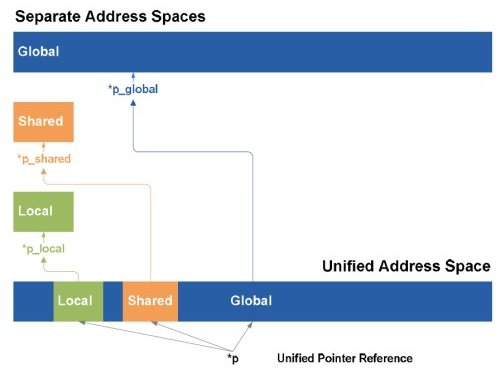 Separate Address Spaces
Global
*p_global
Shared
*p_shared
Local
*p_local
Unified Address Space
Local Shared Global
*p Unified Pointer Reference